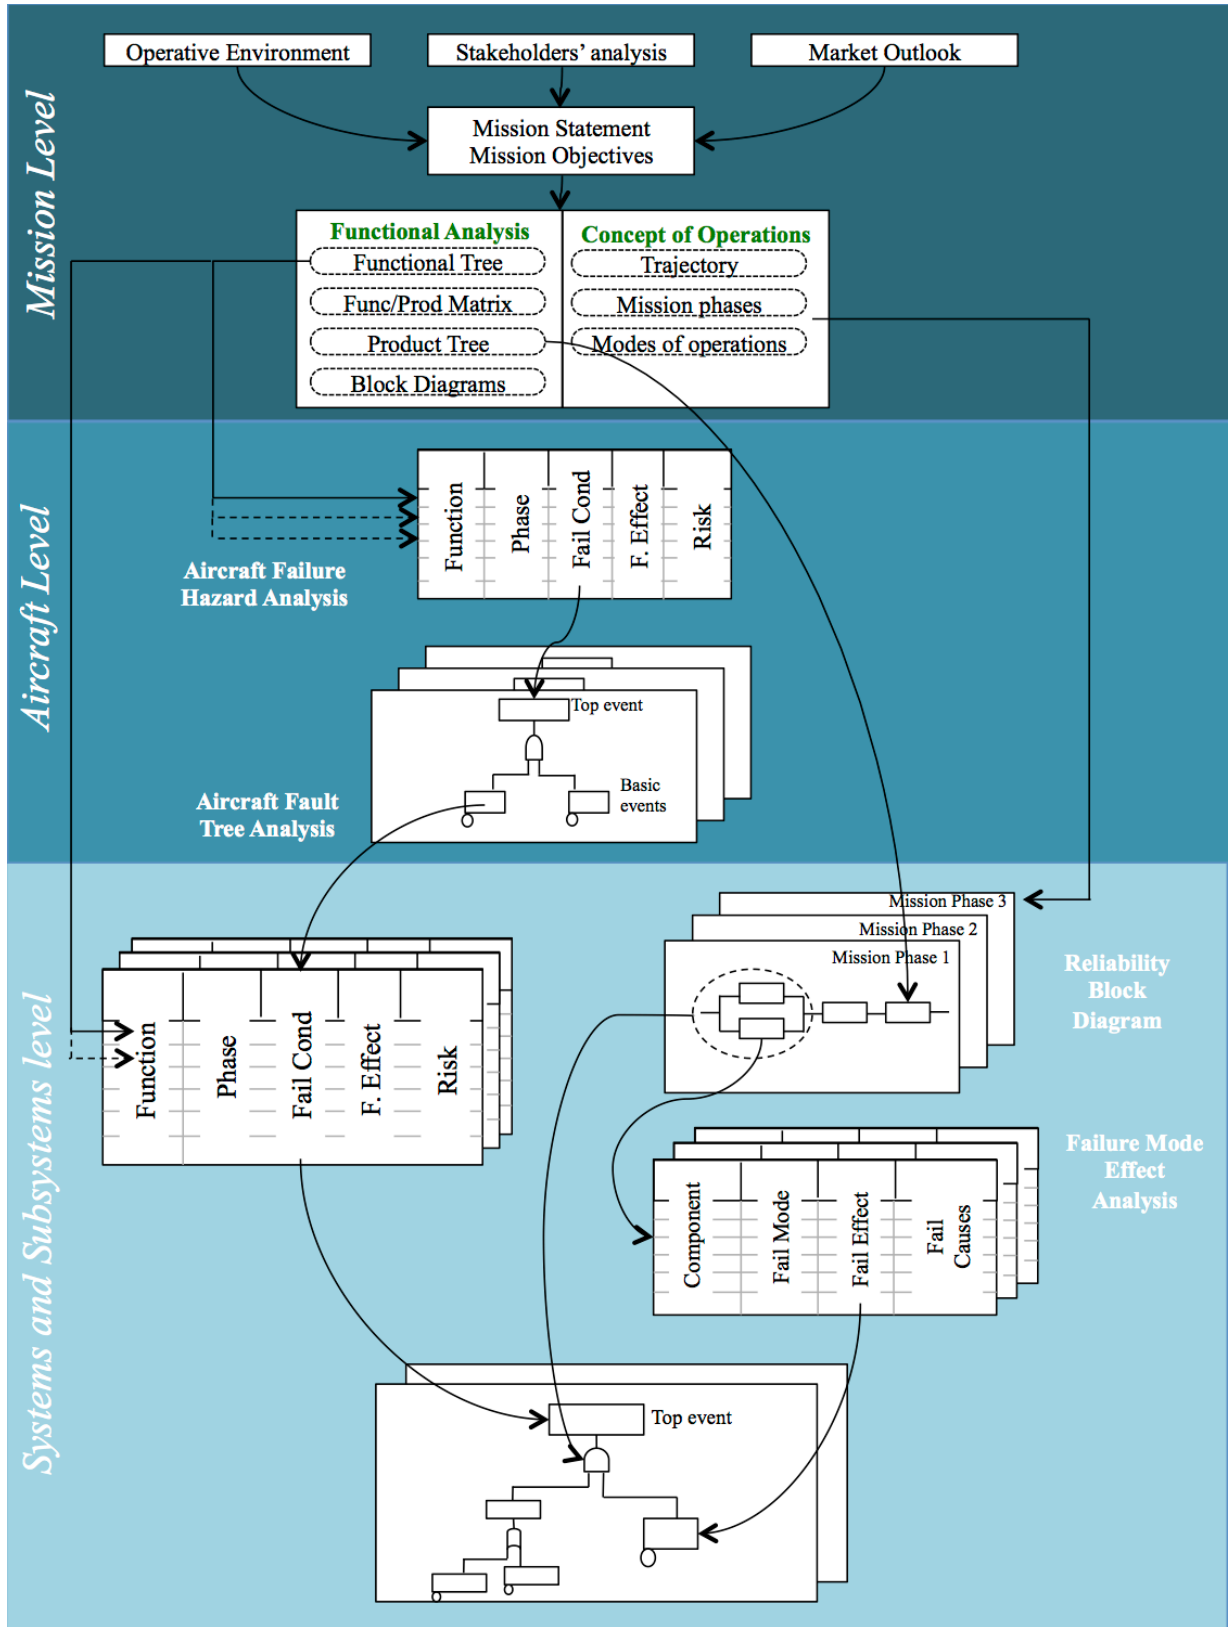 Mission Level
Operative Environment
Stakeholders' analysis
Market Outlook
Mission Statement
Mission Objectives
Functional Analysis
Functional Tree
Func/Prod Matrix
Product Tree
Block Diagrams
Concept of Operations
Trajectory
Mission phases
Modes of operations
Aircraft Level
Function
Phase
Fail Cond
F. Effect
Risk
Aircraft Failure
Hazard Analysis
Top event
Basic
events
Aircraft Fault
Tree Analysis
Systems and Subsystems level
Function
Phase
Fail Cond
F. Effect
Risk
Mission Phase 3
Mission Phase 2
Mission Phase 1
Reliability
Block
Diagram
Component
Fail Mode
Fail Effect
Fail
Causes
Failure Mode
Effect
Analysis
Top event